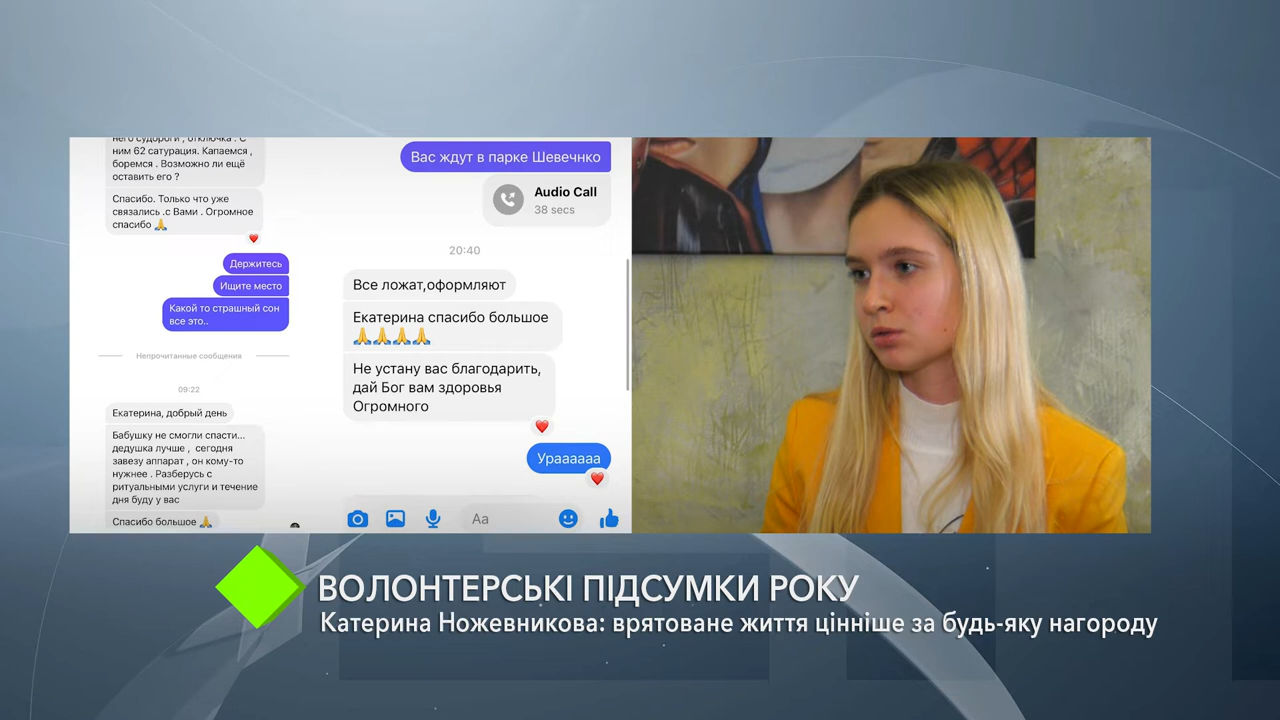 него судороги , отключка . С
ним 62 сатурация. Капаемся ,
боремся . Возможно ли ещё
оставить его ?
Спасибо. Только что уже
связались .с Вами . Огромное
спасибо 🙏
Держитесь
Ищите место
Какой то страшный сон
все это..
Непрочитанные сообщения
09:22
Екатерина, добрый день
Бабушку не смогли спасти...
дедушка лучше , сегодня
завезу аппарат , он кому-то
нужнее . Разберусь с
ритуальными услуги и течение
дня буду у вас
Спасибо большое 🙏
Вас ждут в парке Шевечнко
Audio Call
38 secs
20:40
Все ложат,оформляют
Екатерина спасибо большое
🙏🙏🙏🙏
Не устану вас благодарить,
дай Бог вам здоровья
Огромного
Ураааааа
Aa
ВОЛОНТЕРСЬКІ ПІДСУМКИ РОКУ
Катерина Ножевникова: врятоване життя цінніше за будь-яку нагороду